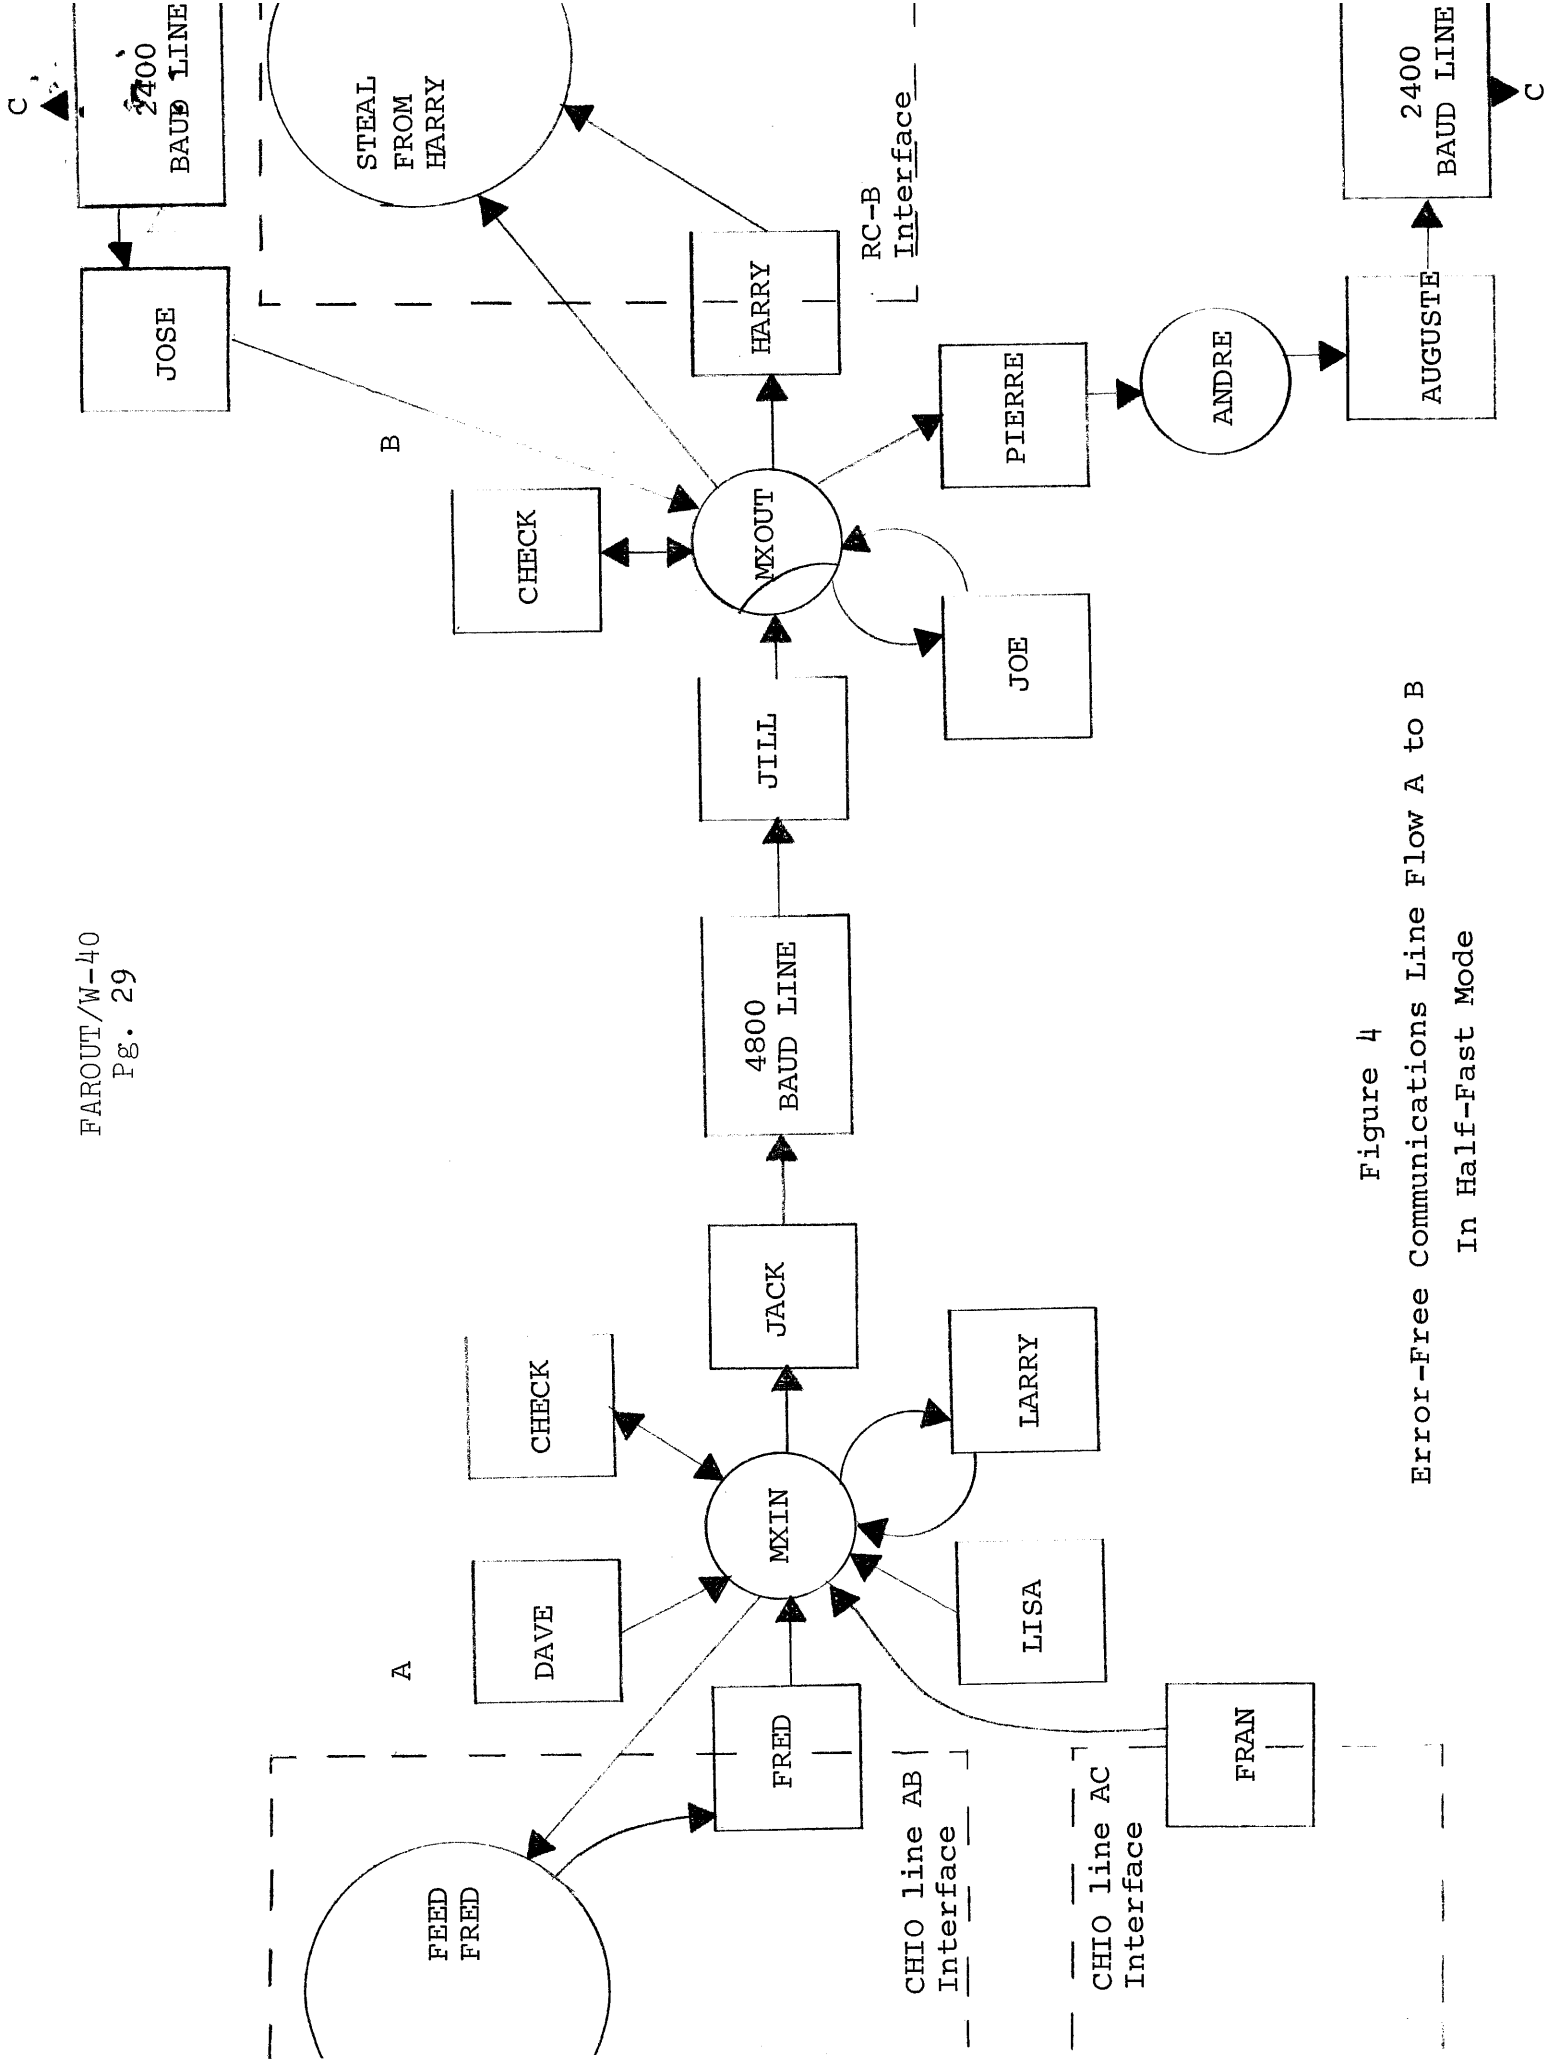 FAROUT/W-40
Pg. 29
C
2400
BAUD LINE
JOSE
STEAL
FROM
HARRY
B
CHECK
CHECK
DAVE
A
FEED
FRED
FRED
MXIN
JACK
4800
BAUD LINE
JILL
MXOUT
HARRY
RC-B
Interface
CHIO line AB
Interface
LISA
LARRY
JOE
PIERRE
CHIO line AC
Interface
FRAN
ANDRE
AUGUSTE
2400
BAUD LINE
C
Figure 4
Error-Free Communications Line Flow A to B
In Half-Fast Mode